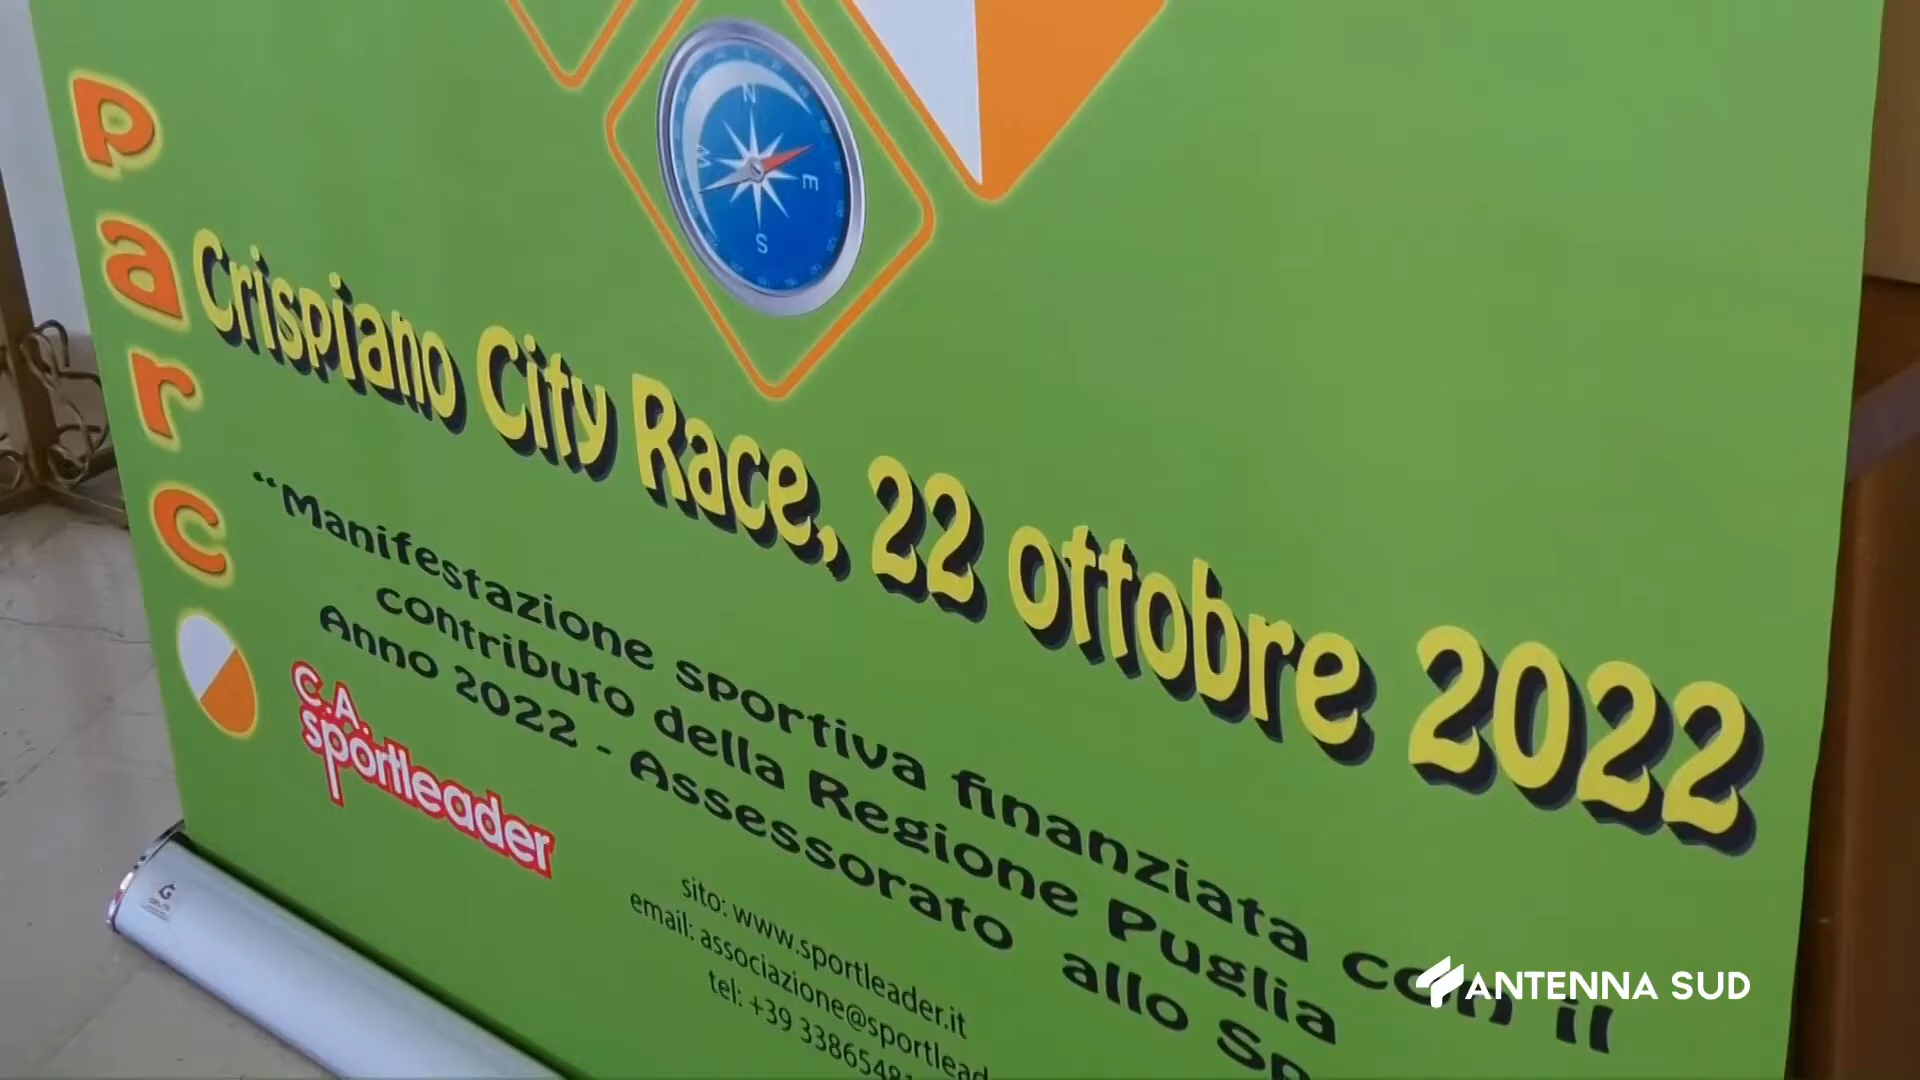 Parco
N
W
E
S
Crispiano City Race, 22 ottobre 2022
“Manifestazione sportiva finanziata con il
contributo della Regione Puglia
Anno 2022 - Assessorato allo
C.A.
sportleader
sito: www.sportleader.it
email: associazione@sportlead
tel: +39 3386548
ANTENNA SUD